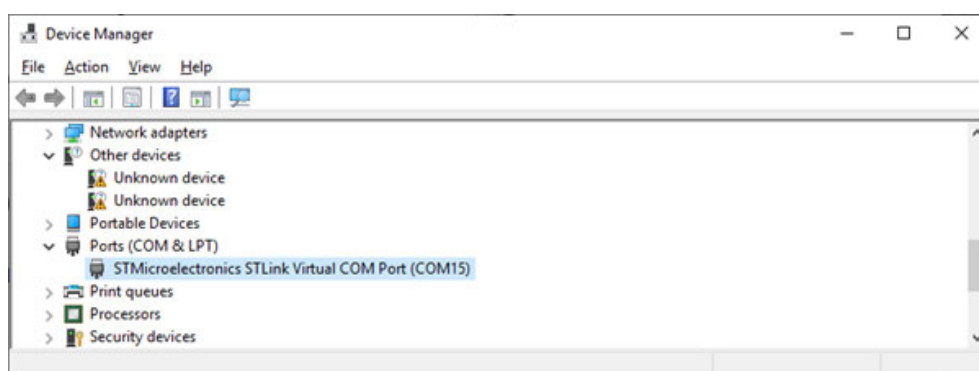 Device Manager
File Action View Help
Network adapters
Other devices
Unknown device
Unknown device
Portable Devices
Ports (COM & LPT)
STMicroelectronics STLink Virtual COM Port (COM15)
Print queues
Processors
Security devices